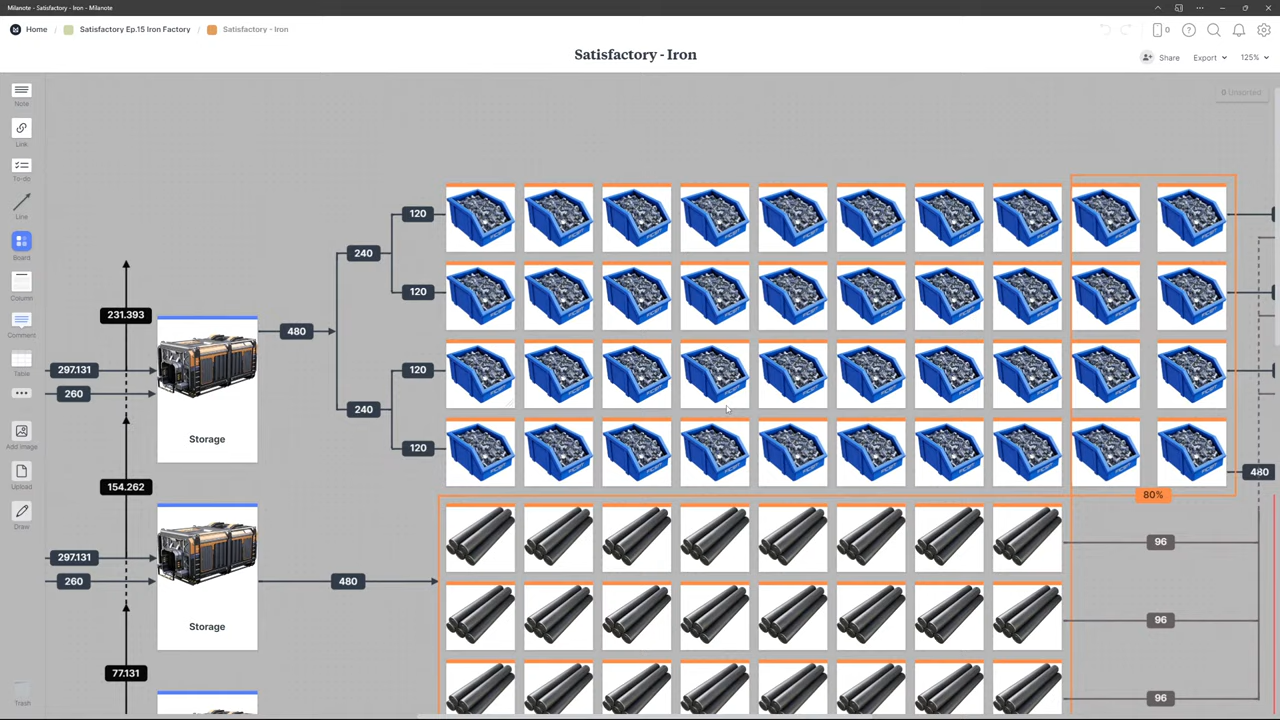 Milanote - Satisfactory - Iron - Milanote
Home / Satisfactory Ep.15 Iron Factory / Satisfactory - Iron
0
Satisfactory - Iron
Share
Export
125%
0 Unsorted
Note
Link
To-do
Line
Board
Column
Comment
Table
Add image
Upload
Draw
Trash
231.393
297.131
260
Storage
480
240
240
120
120
120
120
480
80%
154.262
297.131
260
Storage
480
96
96
96
77.131